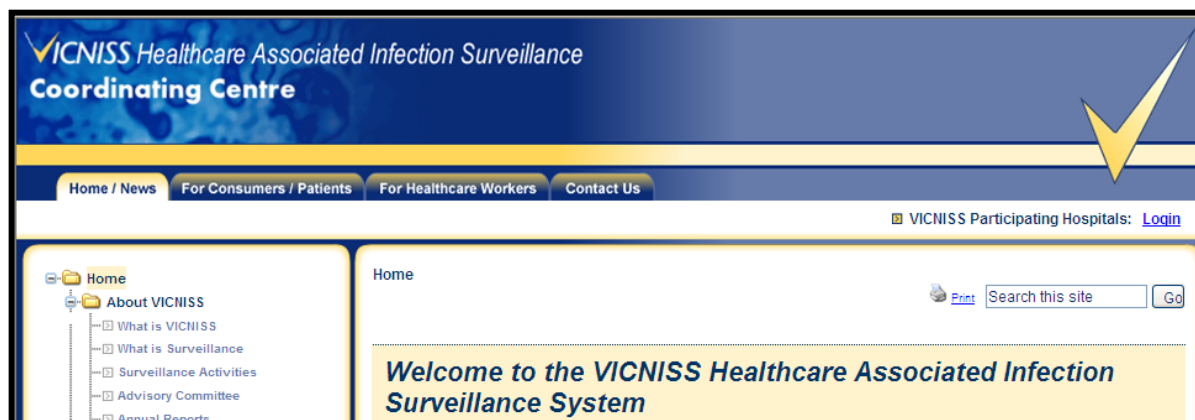 VICNISS Healthcare Associated Infection Surveillance
Coordinating Centre
Home / News For Consumers / Patients For Healthcare Workers Contact Us
VICNISS Participating Hospitals: Login
Home
About VICNISS
What is VICNISS
What is Surveillance
Surveillance Activities
Advisory Committee
Annual Reports
Home
Print Search this site Go
Welcome to the VICNISS Healthcare Associated Infection
Surveillance System